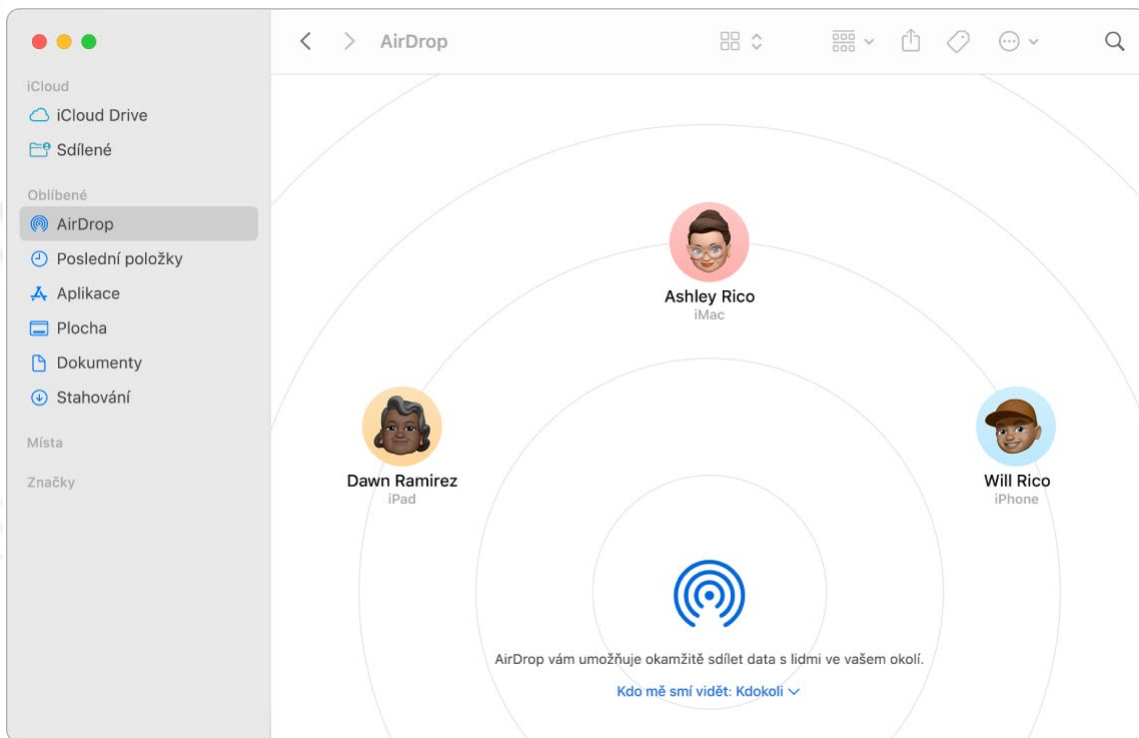 AirDrop
iCloud
iCloud Drive
Sdílené
Oblíbené
AirDrop
Poslední položky
Aplikace
Plocha
Dokumenty
Stahování
Místa
Značky
Ashley Rico
iMac
Dawn Ramirez
iPad
Will Rico
iPhone
AirDrop vám umožňuje okamžitě sdílet data s lidmi ve vašem okolí.
Kdo mě smí vidět: Kdokoli